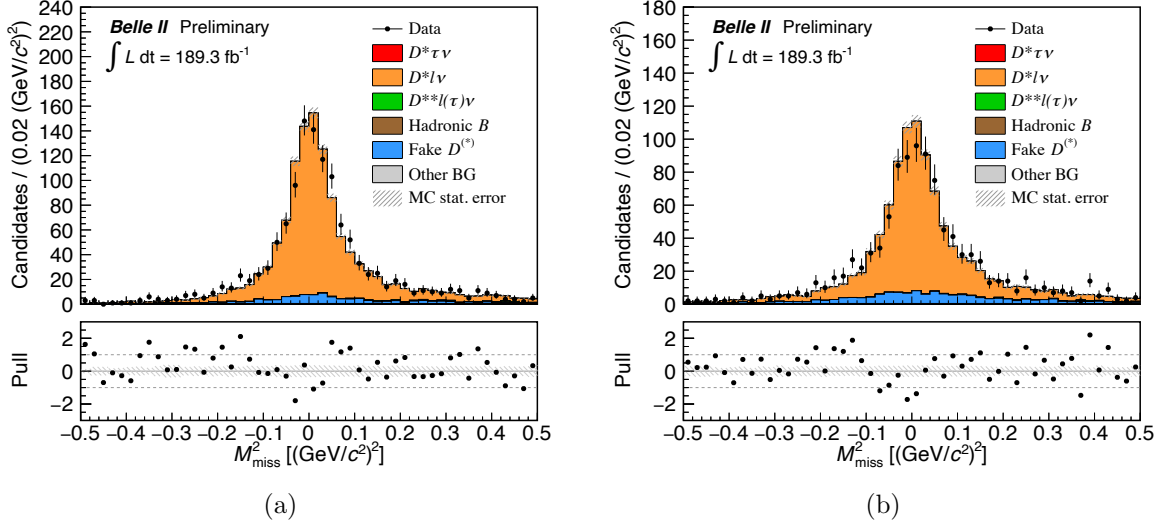 Belle II Preliminary
∫ L dt = 189.3 fb⁻¹
Data
D*τν
D*lν
D**l(τ)ν
Hadronic B
Fake D(*)
Other BG
MC stat. error
Candidates / (0.02 (GeV/c²)²)
240
220
200
180
160
140
120
100
80
60
40
20
0
Pull
2
0
−2
−0.5 −0.4 −0.3 −0.2 −0.1 0 0.1 0.2 0.3 0.4 0.5
M²miss [(GeV/c²)²]
(a)
Belle II Preliminary
∫ L dt = 189.3 fb⁻¹
Data
D*τν
D*lν
D**l(τ)ν
Hadronic B
Fake D(*)
Other BG
MC stat. error
Candidates / (0.02 (GeV/c²)²)
180
160
140
120
100
80
60
40
20
0
Pull
2
0
−2
−0.5 −0.4 −0.3 −0.2 −0.1 0 0.1 0.2 0.3 0.4 0.5
M²miss [(GeV/c²)²]
(b)